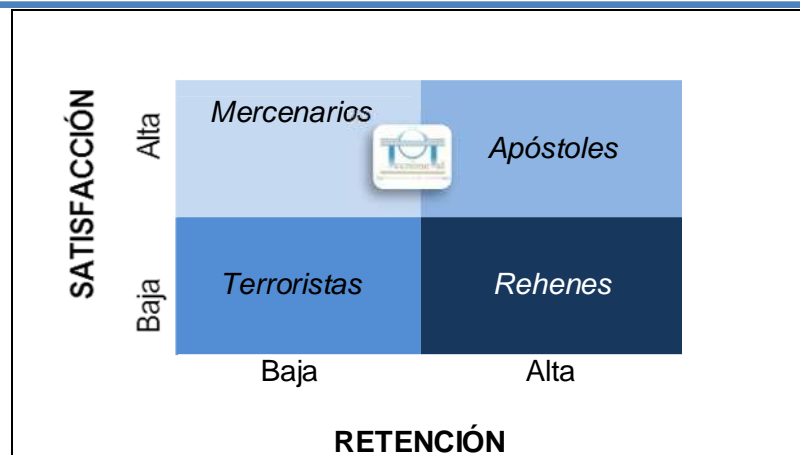 SATISFACCIÓN
Alta
Baja
Mercenarios
Apóstoles
Terroristas
Rehenes
Baja
Alta
RETENCIÓN